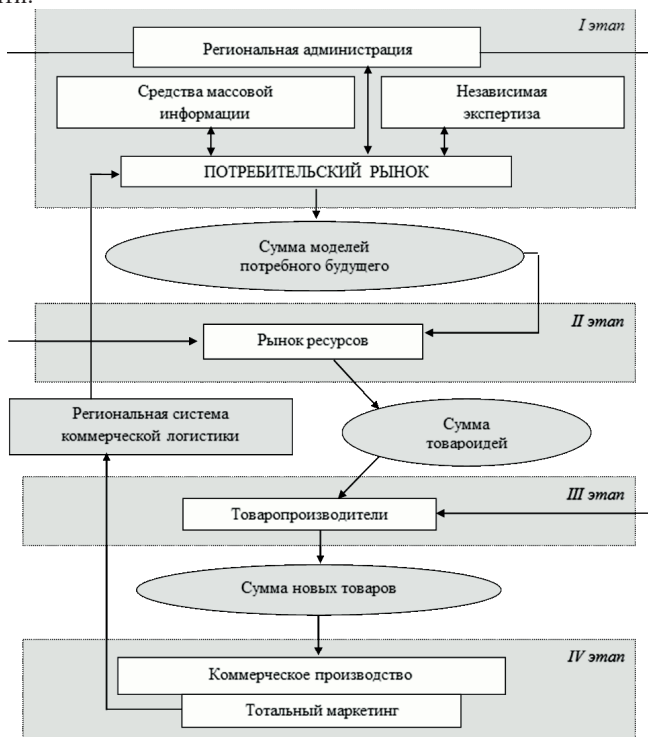 I этап
Региональная администрация
Средства массовой
информации
Независимая
экспертиза
ПОТРЕБИТЕЛЬСКИЙ РЫНОК
Сумма моделей
потребного будущего
II этап
Рынок ресурсов
Региональная система
коммерческой логистики
Сумма
товароидей
III этап
Товаропроизводители
Сумма новых товаров
IV этап
Коммерческое производство
Тотальный маркетинг